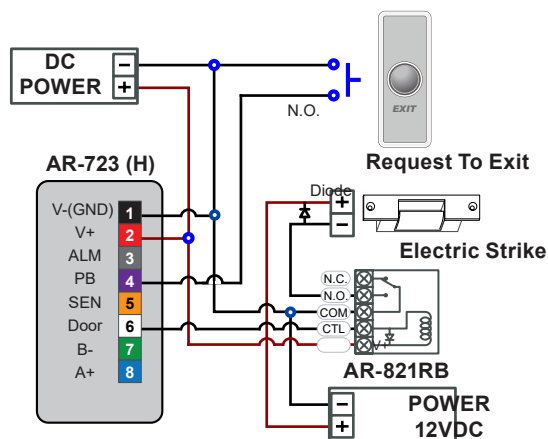 DC
POWER
−
+
N.O.
EXIT
Request To Exit
AR-723 (H)
V-(GND) 1
V+ 2
ALM 3
PB 4
SEN 5
Door 6
B- 7
A+ 8
Diode
+
−
Electric Strike
N.C.
N.O.
COM
CTL
V+
AR-821RB
−
+
POWER
12VDC